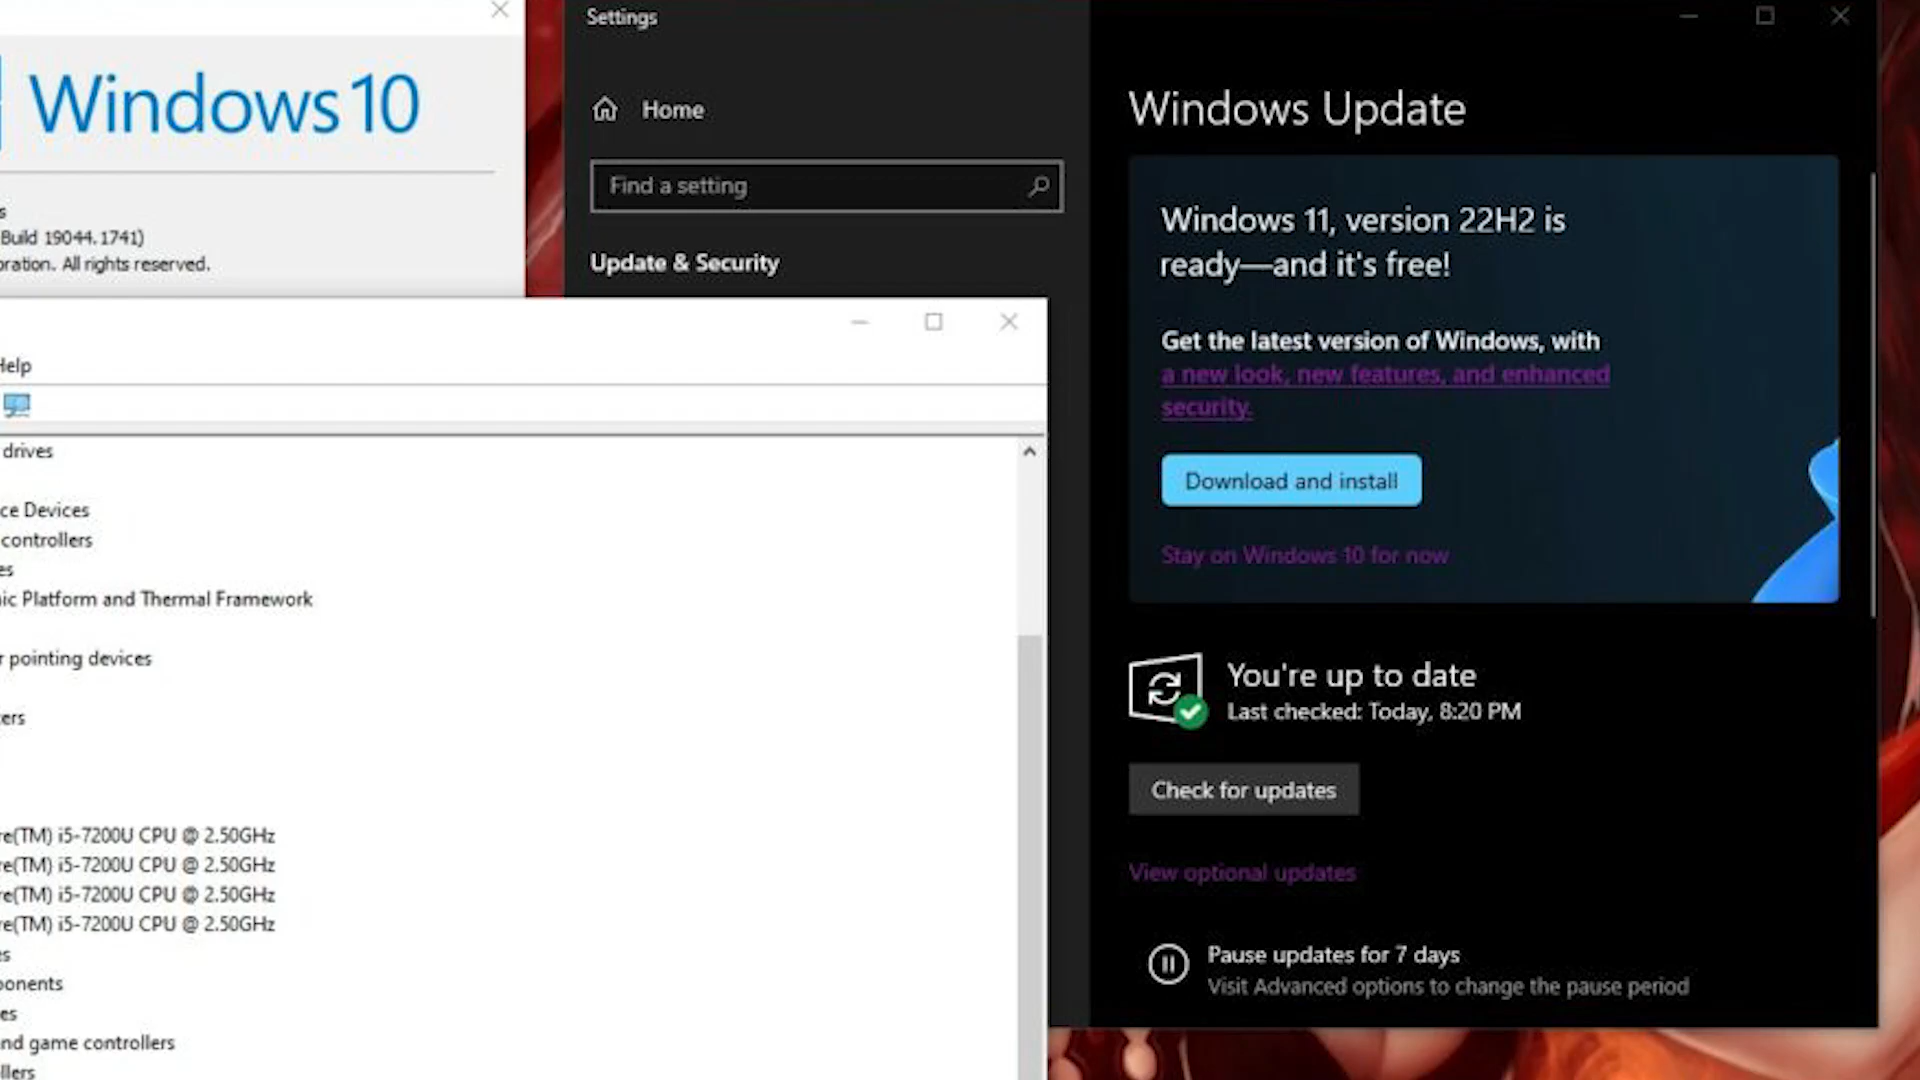 Windows 10
s
Build 19044.1741)
oration. All rights reserved.
Help
drives
ce Devices
controllers
es
ic Platform and Thermal Framework
r pointing devices
ers
re(TM) i5-7200U CPU @ 2.50GHz
re(TM) i5-7200U CPU @ 2.50GHz
re(TM) i5-7200U CPU @ 2.50GHz
re(TM) i5-7200U CPU @ 2.50GHz
es
ponents
es
nd game controllers
llers
Settings
Home
Find a setting
Update & Security
Windows Update
Windows 11, version 22H2 is
ready—and it's free!
Get the latest version of Windows, with
a new look, new features, and enhanced
security.
Download and install
Stay on Windows 10 for now
You're up to date
Last checked: Today, 8:20 PM
Check for updates
View optional updates
Pause updates for 7 days
Visit Advanced options to change the pause period